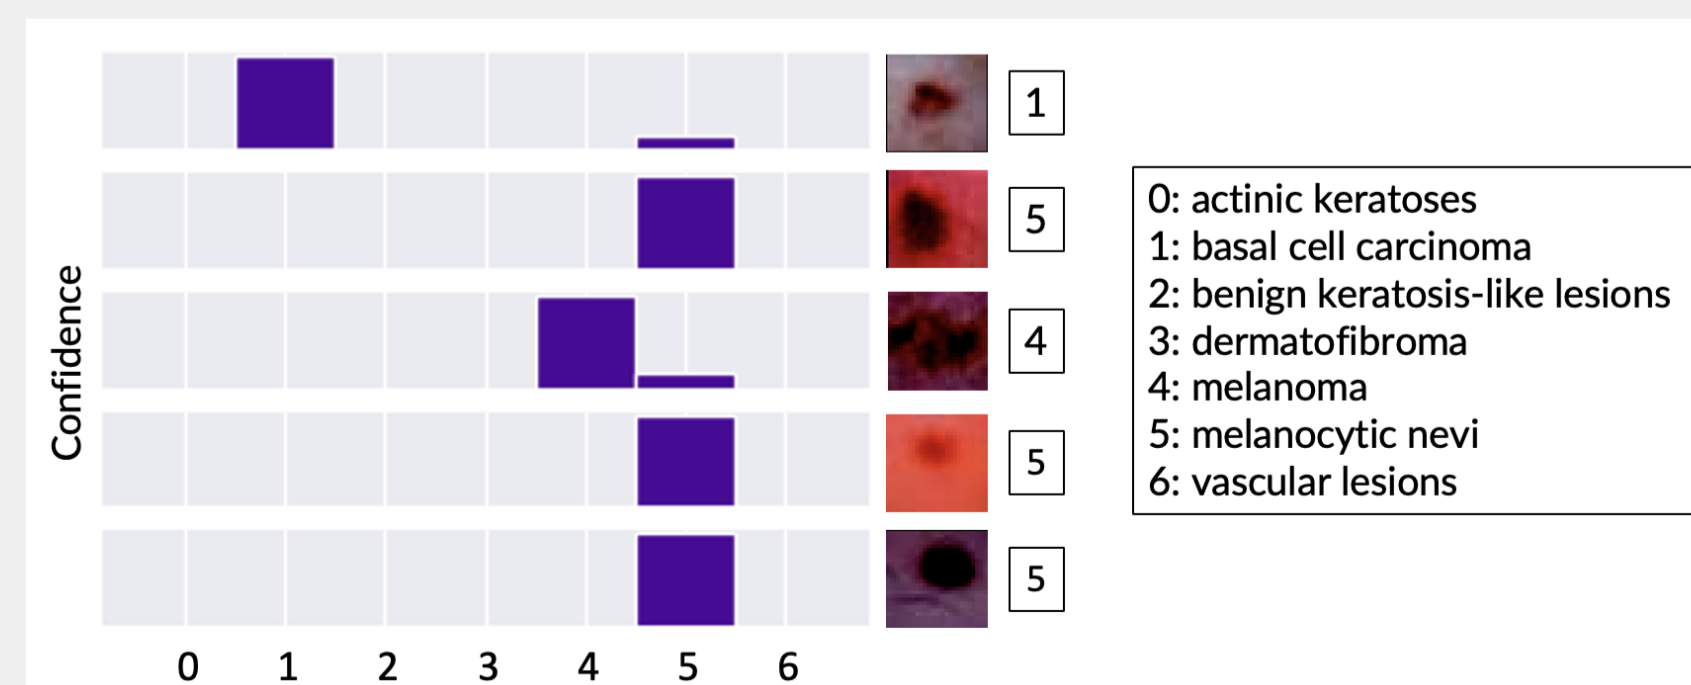 Confidence
1
5
4
5
5
0 1 2 3 4 5 6
0: actinic keratoses
1: basal cell carcinoma
2: benign keratosis-like lesions
3: dermatofibroma
4: melanoma
5: melanocytic nevi
6: vascular lesions